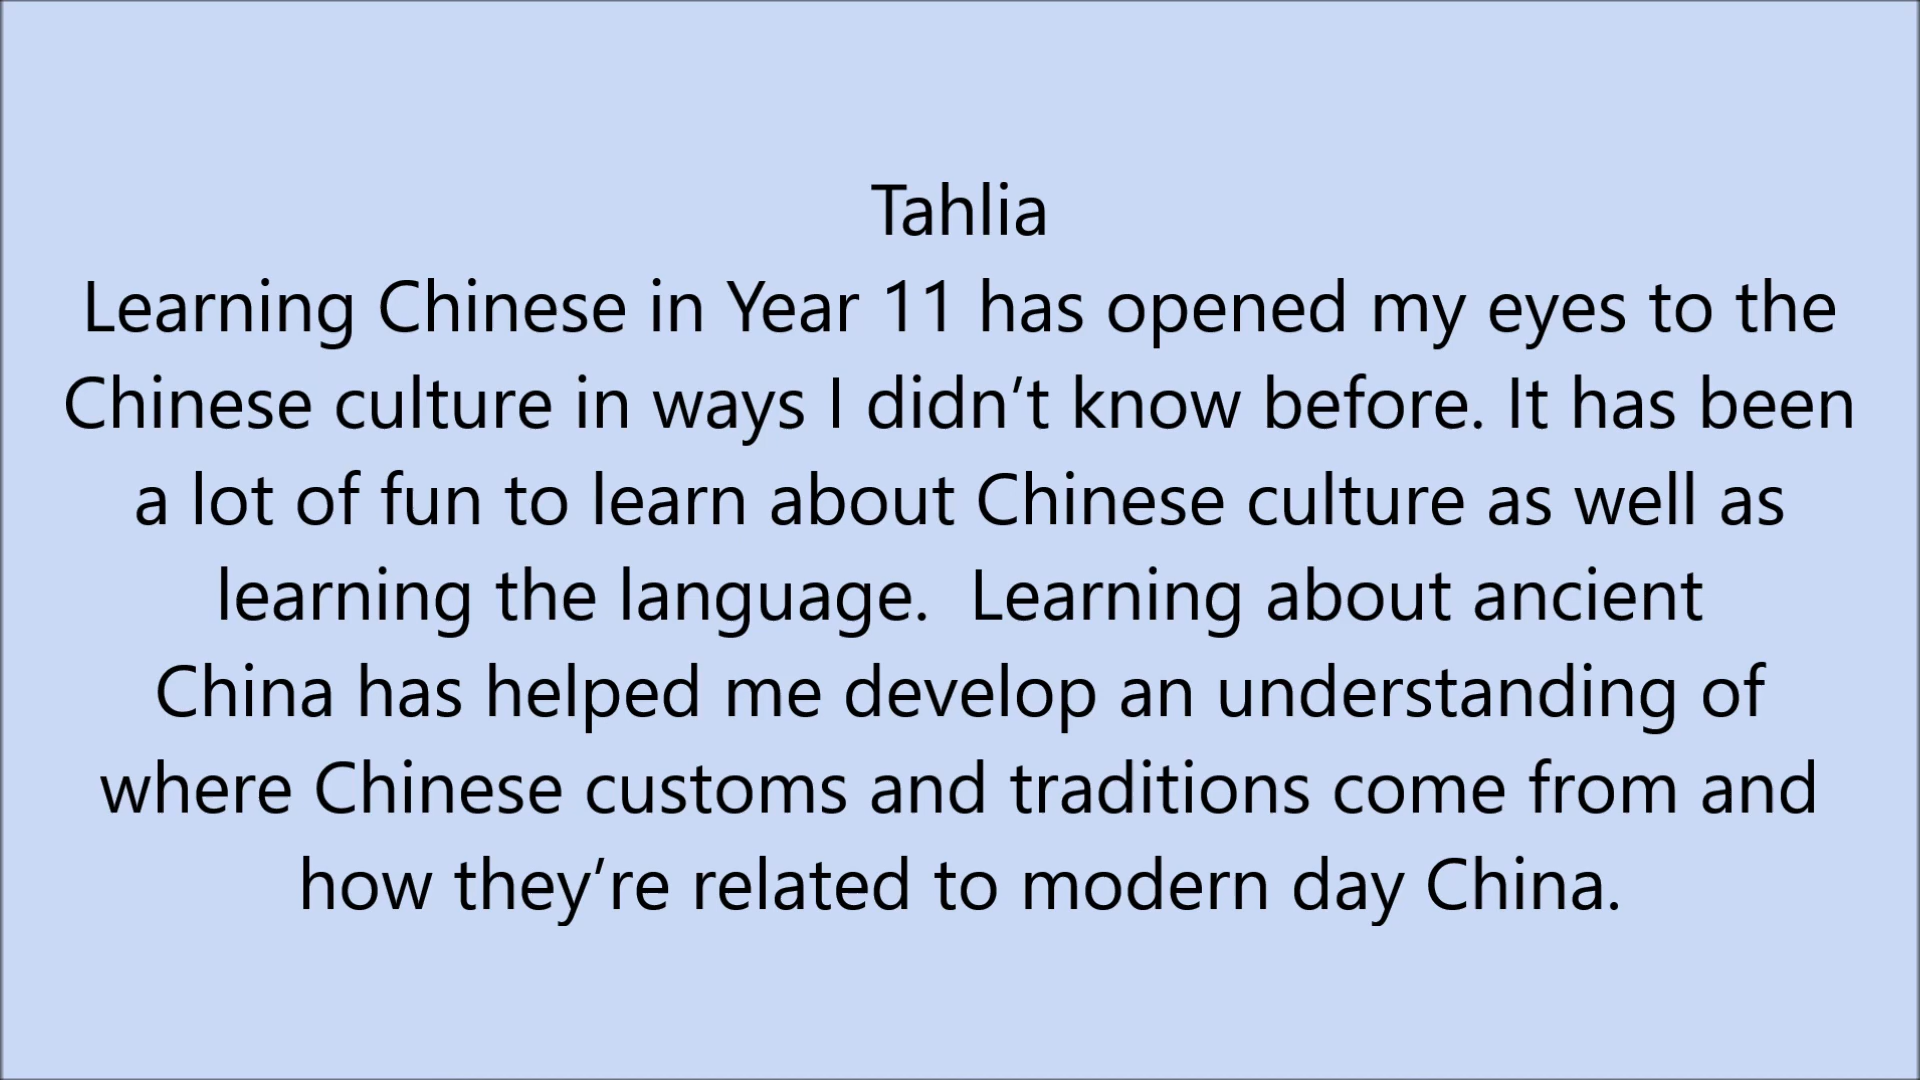 Tahlia
Learning Chinese in Year 11 has opened my eyes to the
Chinese culture in ways I didn’t know before. It has been
a lot of fun to learn about Chinese culture as well as
learning the language.  Learning about ancient
China has helped me develop an understanding of
where Chinese customs and traditions come from and
how they’re related to modern day China.